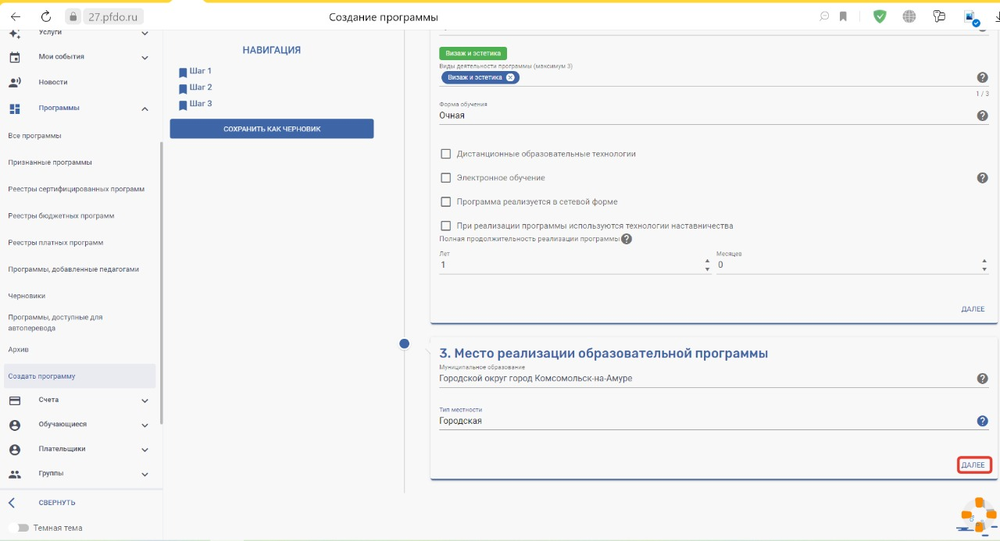 27.pfdo.ru
Создание программы
Услуги
Мои события
Новости
Программы
Все программы
Признанные программы
Реестры сертифицированных программ
Реестры бюджетных программ
Реестры платных программ
Программы, добавленные педагогами
Черновики
Программы, доступные для
автоперевода
Архив
Создать программу
Счета
Обучающиеся
Плательщики
Группы
СВЕРНУТЬ
Темная тема
НАВИГАЦИЯ
Шаг 1
Шаг 2
Шаг 3
СОХРАНИТЬ КАК ЧЕРНОВИК
Визаж и эстетика
Виды деятельности программы (максимум 3)
Визаж и эстетика
1 / 3
Форма обучения
Очная
Дистанционные образовательные технологии
Электронное обучение
Программа реализуется в сетевой форме
При реализации программы используются технологии наставничества
Полная продолжительность реализации программы
Лет
Месяцев
1
0
ДАЛЕЕ
3. Место реализации образовательной программы
Муниципальное образование
Городской округ город Комсомольск-на-Амуре
Тип местности
Городская
ДАЛЕЕ